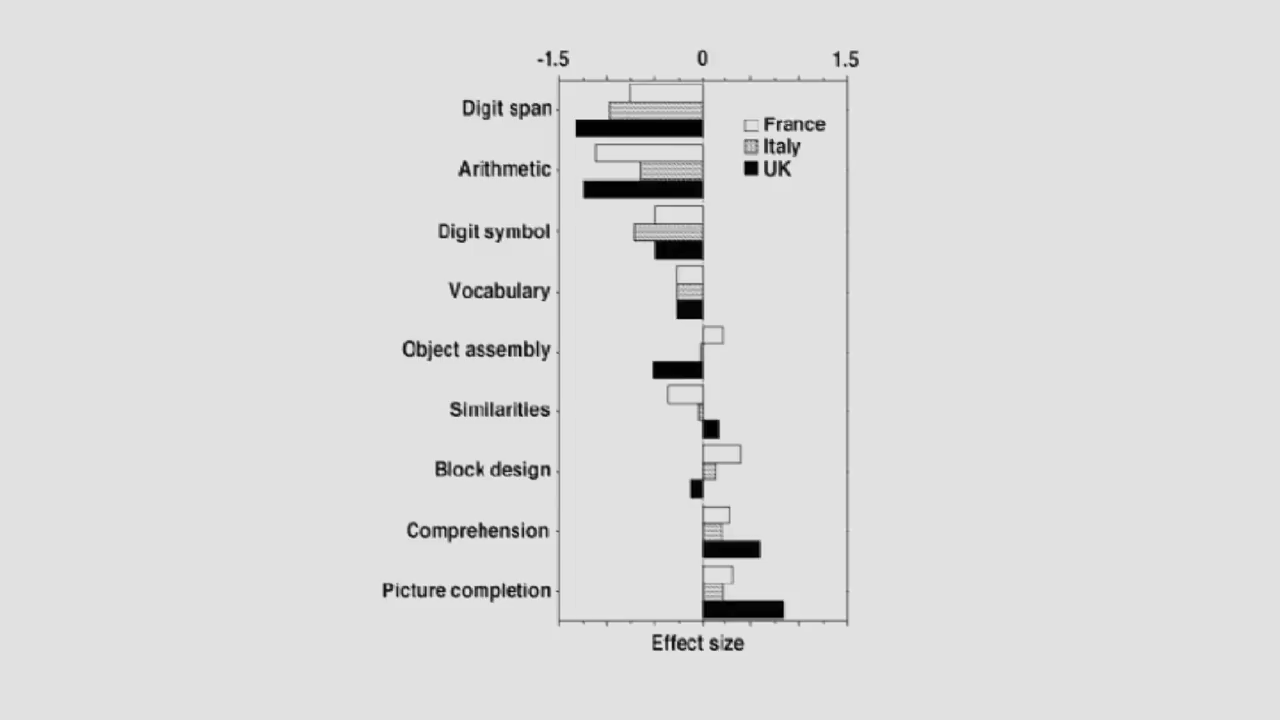 -1.5 0 1.5
Digit span
France
Italy
Arithmetic
UK
Digit symbol
Vocabulary
Object assembly
Similarities
Block design
Comprehension
Picture completion
Effect size